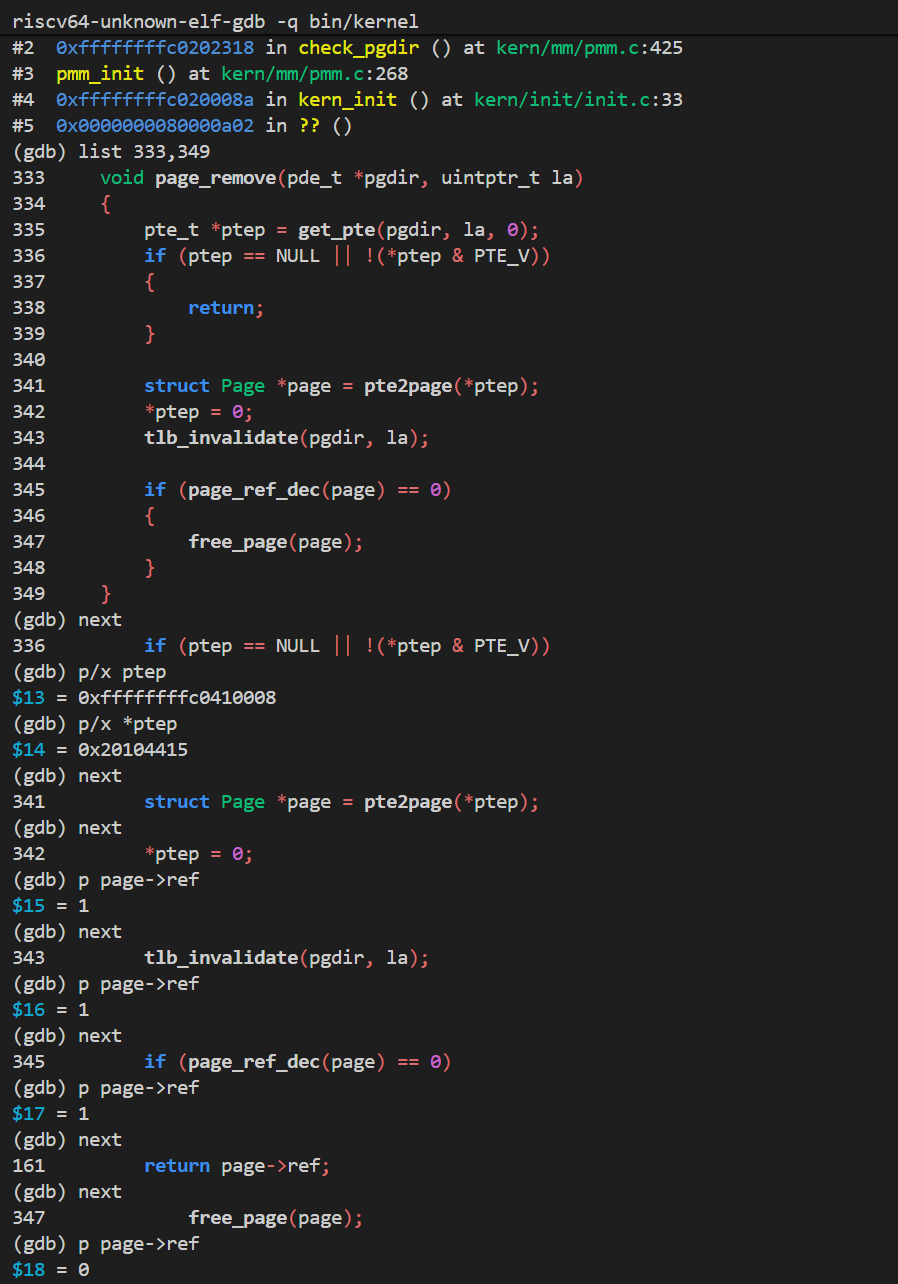 riscv64-unknown-elf-gdb -q bin/kernel
#2  0xffffffffc0202318 in check_pgdir () at kern/mm/pmm.c:425
#3  pmm_init () at kern/mm/pmm.c:268
#4  0xffffffffc020008a in kern_init () at kern/init/init.c:33
#5  0x0000000080000a02 in ?? ()
(gdb) list 333,349
333     void page_remove(pde_t *pgdir, uintptr_t la)
334     {
335         pte_t *ptep = get_pte(pgdir, la, 0);
336         if (ptep == NULL || !(*ptep & PTE_V))
337         {
338             return;
339         }
340
341         struct Page *page = pte2page(*ptep);
342         *ptep = 0;
343         tlb_invalidate(pgdir, la);
344
345         if (page_ref_dec(page) == 0)
346         {
347             free_page(page);
348         }
349     }
(gdb) next
336         if (ptep == NULL || !(*ptep & PTE_V))
(gdb) p/x ptep
$13 = 0xffffffffc0410008
(gdb) p/x *ptep
$14 = 0x20104415
(gdb) next
341         struct Page *page = pte2page(*ptep);
(gdb) next
342         *ptep = 0;
(gdb) p page->ref
$15 = 1
(gdb) next
343         tlb_invalidate(pgdir, la);
(gdb) p page->ref
$16 = 1
(gdb) next
345         if (page_ref_dec(page) == 0)
(gdb) p page->ref
$17 = 1
(gdb) next
161         return page->ref;
(gdb) next
347             free_page(page);
(gdb) p page->ref
$18 = 0